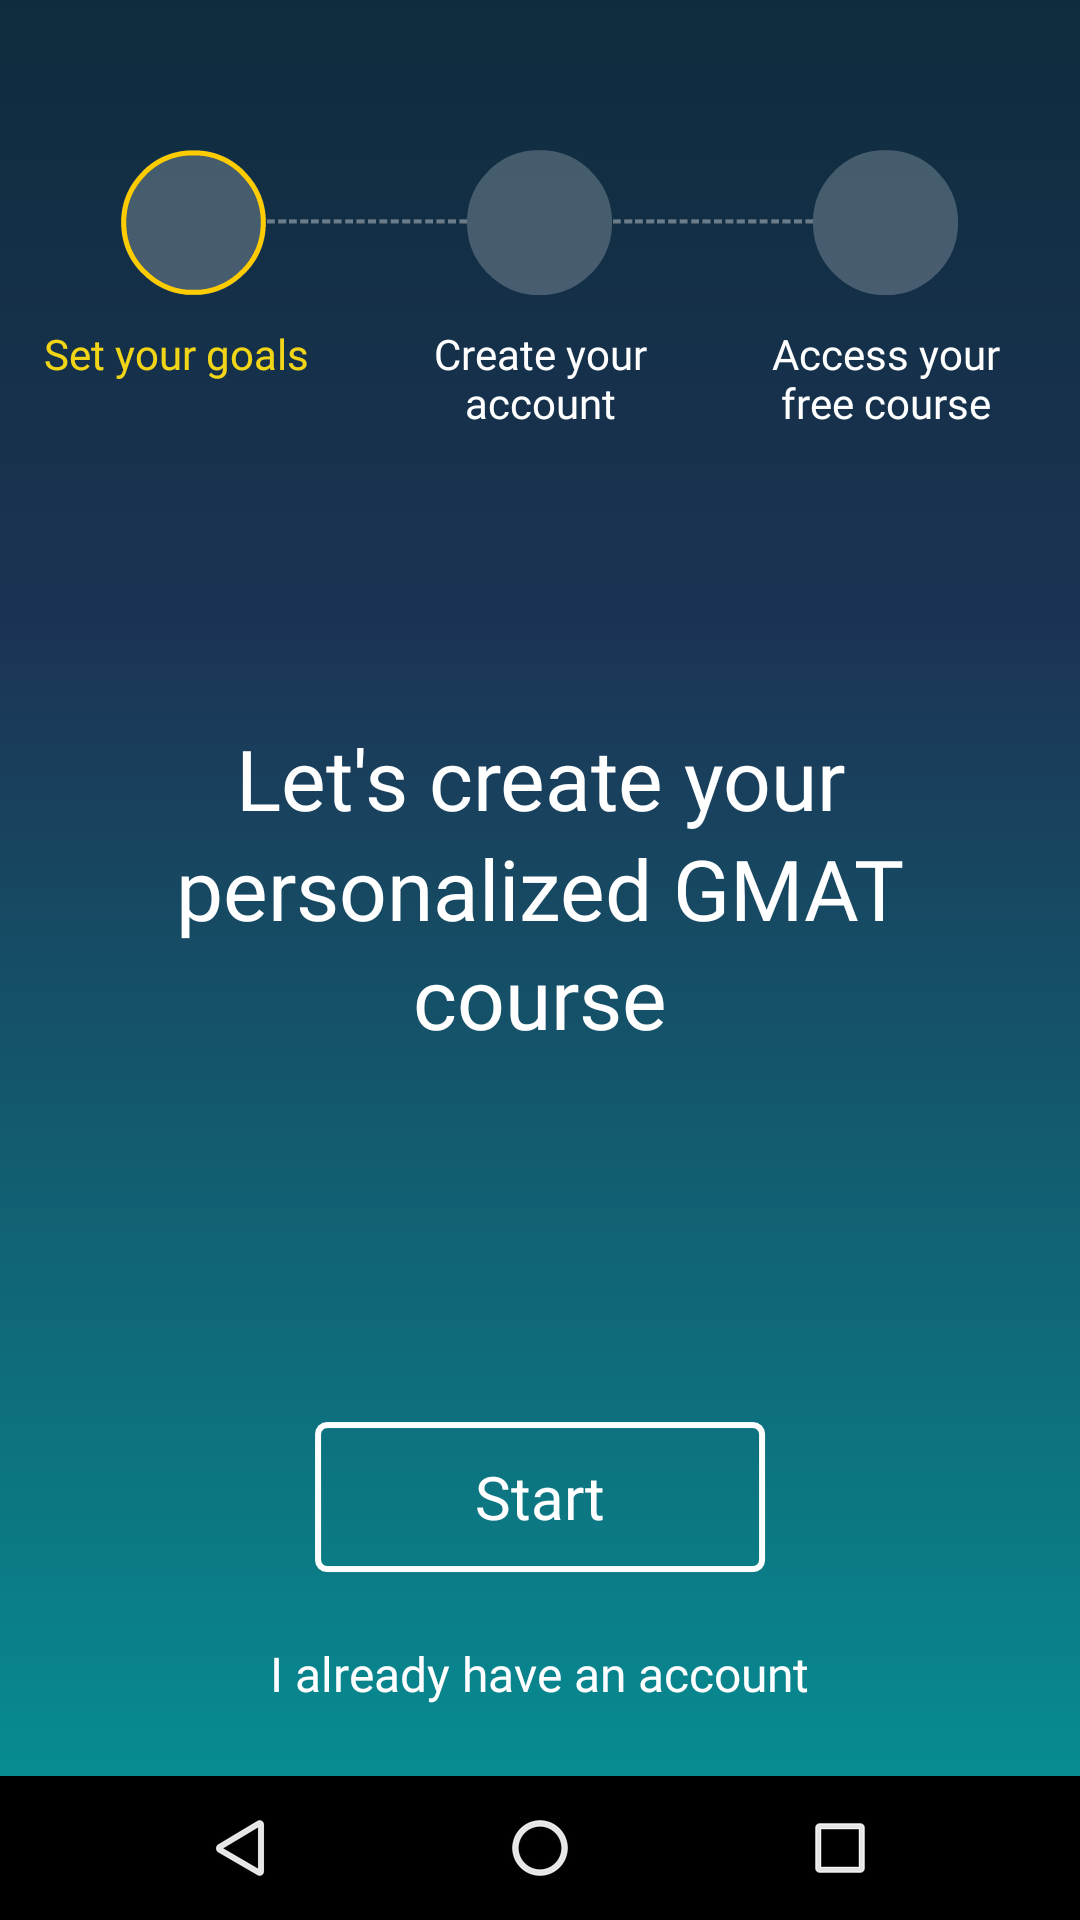 Set your goals
Create your
account
Access your
free course
Let's create your
personalized GMAT
course
Start
I already have an account